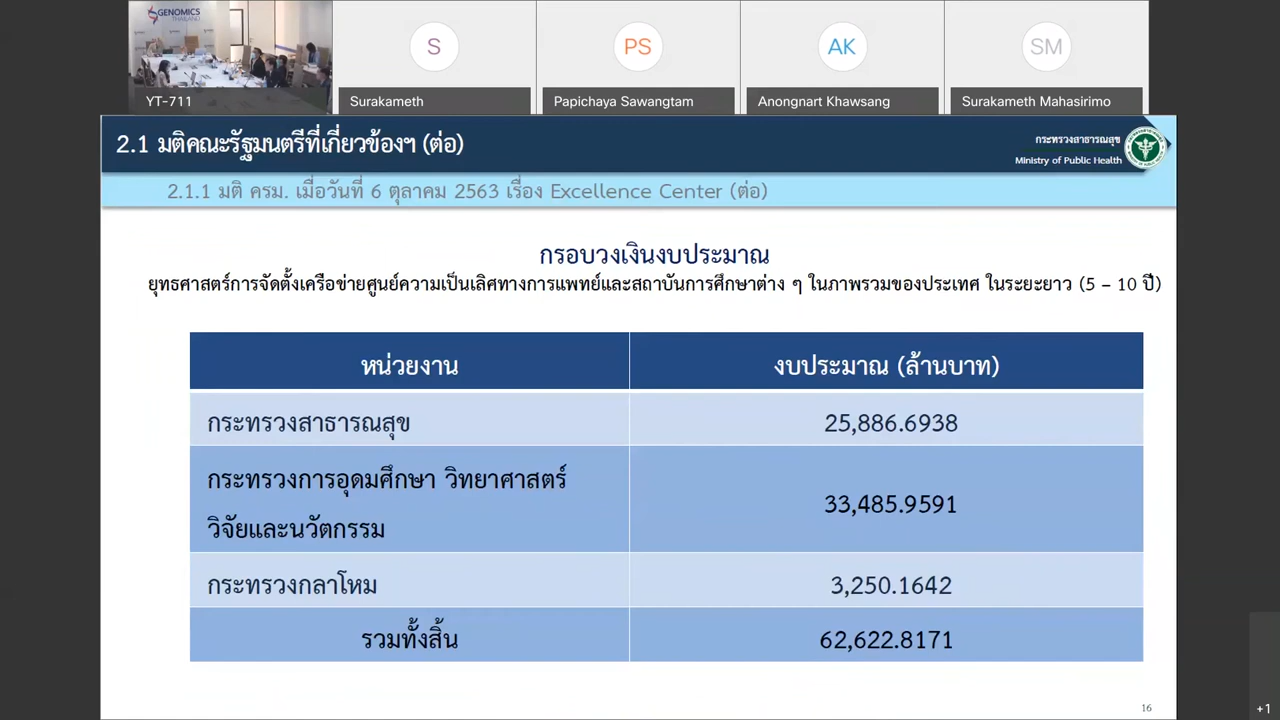 GENOMICS
THAILAND
S
PS
AK
SM
YT-711
Surakameth
Papichaya Sawangtam
Anongnart Khawsang
Surakameth Mahasirimo
2.1 มติคณะรัฐมนตรีที่เกี่ยวข้องฯ (ต่อ)
กระทรวงสาธารณสุข
Ministry of Public Health
2.1.1 มติ ครม. เมื่อวันที่ 6 ตุลาคม 2563 เรื่อง Excellence Center (ต่อ)
กรอบวงเงินงบประมาณ
ยุทธศาสตร์การจัดตั้งเครือข่ายศูนย์ความเป็นเลิศทางการแพทย์และสถาบันการศึกษาต่าง ๆ ในภาพรวมของประเทศ ในระยะยาว (5 – 10 ปี)
หน่วยงาน
งบประมาณ (ล้านบาท)
กระทรวงสาธารณสุข
25,886.6938
กระทรวงการอุดมศึกษา วิทยาศาสตร์
วิจัยและนวัตกรรม
33,485.9591
กระทรวงกลาโหม
3,250.1642
รวมทั้งสิ้น
62,622.8171
16
+1